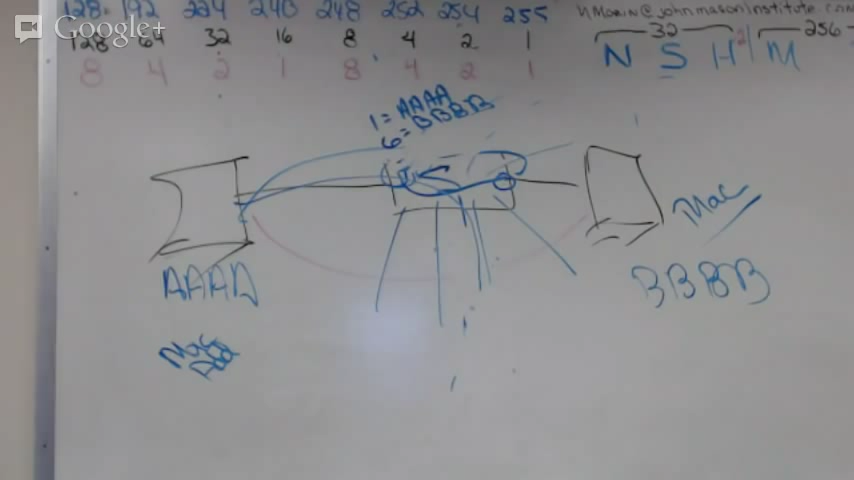 Google+
128 192 224 240 248 252 254 255
128 64 32 16 8 4 2 1
8 4 2 1 8 4 2 1
32 256
N S H M
1=AAAA
6=BBBB
Mac
AAAA
BBBB